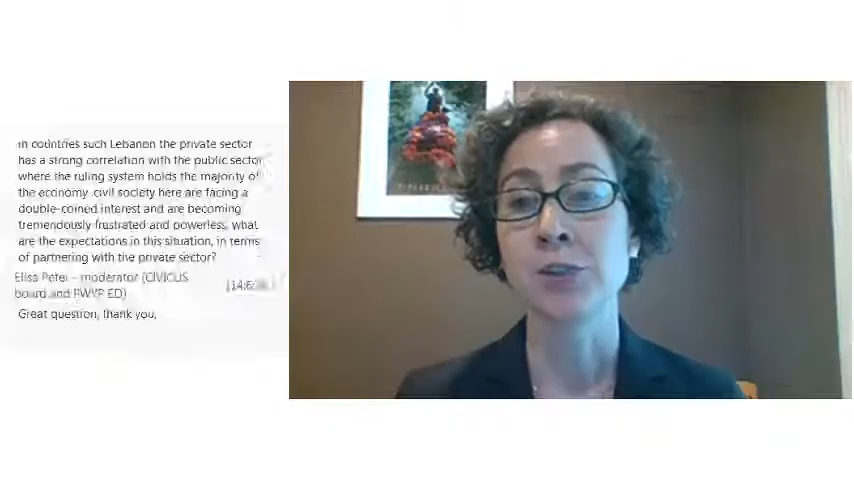 in countries such Lebanon the private sector
has a strong correlation with the public sector
where the ruling system holds the majority of
the economy .civil society here are facing a
double-coined interest and are becoming
tremendously frustrated and powerless, what
are the expectations in this situation, in terms
of partnering with the private sector?
Elisa Peter - moderator (CIVICUS
board and PWYP ED)
Great question, thank you,